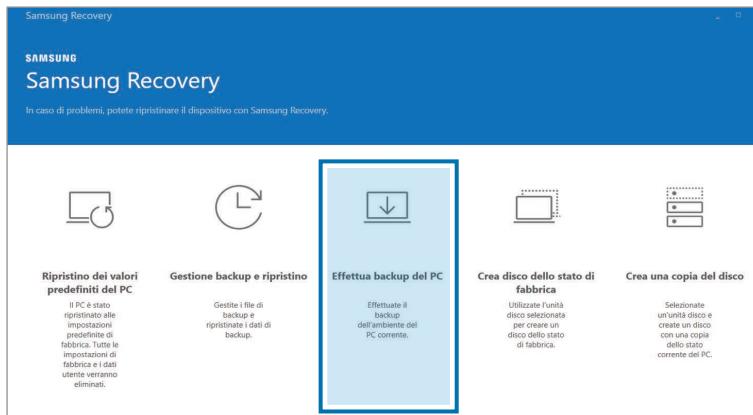 Samsung Recovery
SAMSUNG
Samsung Recovery
In caso di problemi, potete ripristinare il dispositivo con Samsung Recovery.
Ripristino dei valori
predefiniti del PC
Il PC è stato
ripristinato alle
impostazioni
predefinite di
fabbrica. Tutte le
impostazioni di
fabbrica e i dati
utente verranno
eliminati.
Gestione backup e ripristino
Gestite i file di
backup e
ripristinate i dati di
backup.
Effettua backup del PC
Effettuate il
backup
dell'ambiente del
PC corrente.
Crea disco dello stato di
fabbrica
Utilizzate l'unità
disco selezionata
per creare un
disco dello stato
di fabbrica.
Crea una copia del disco
Selezionate
un'unità disco e
create un disco
con una copia
dello stato
corrente del PC.